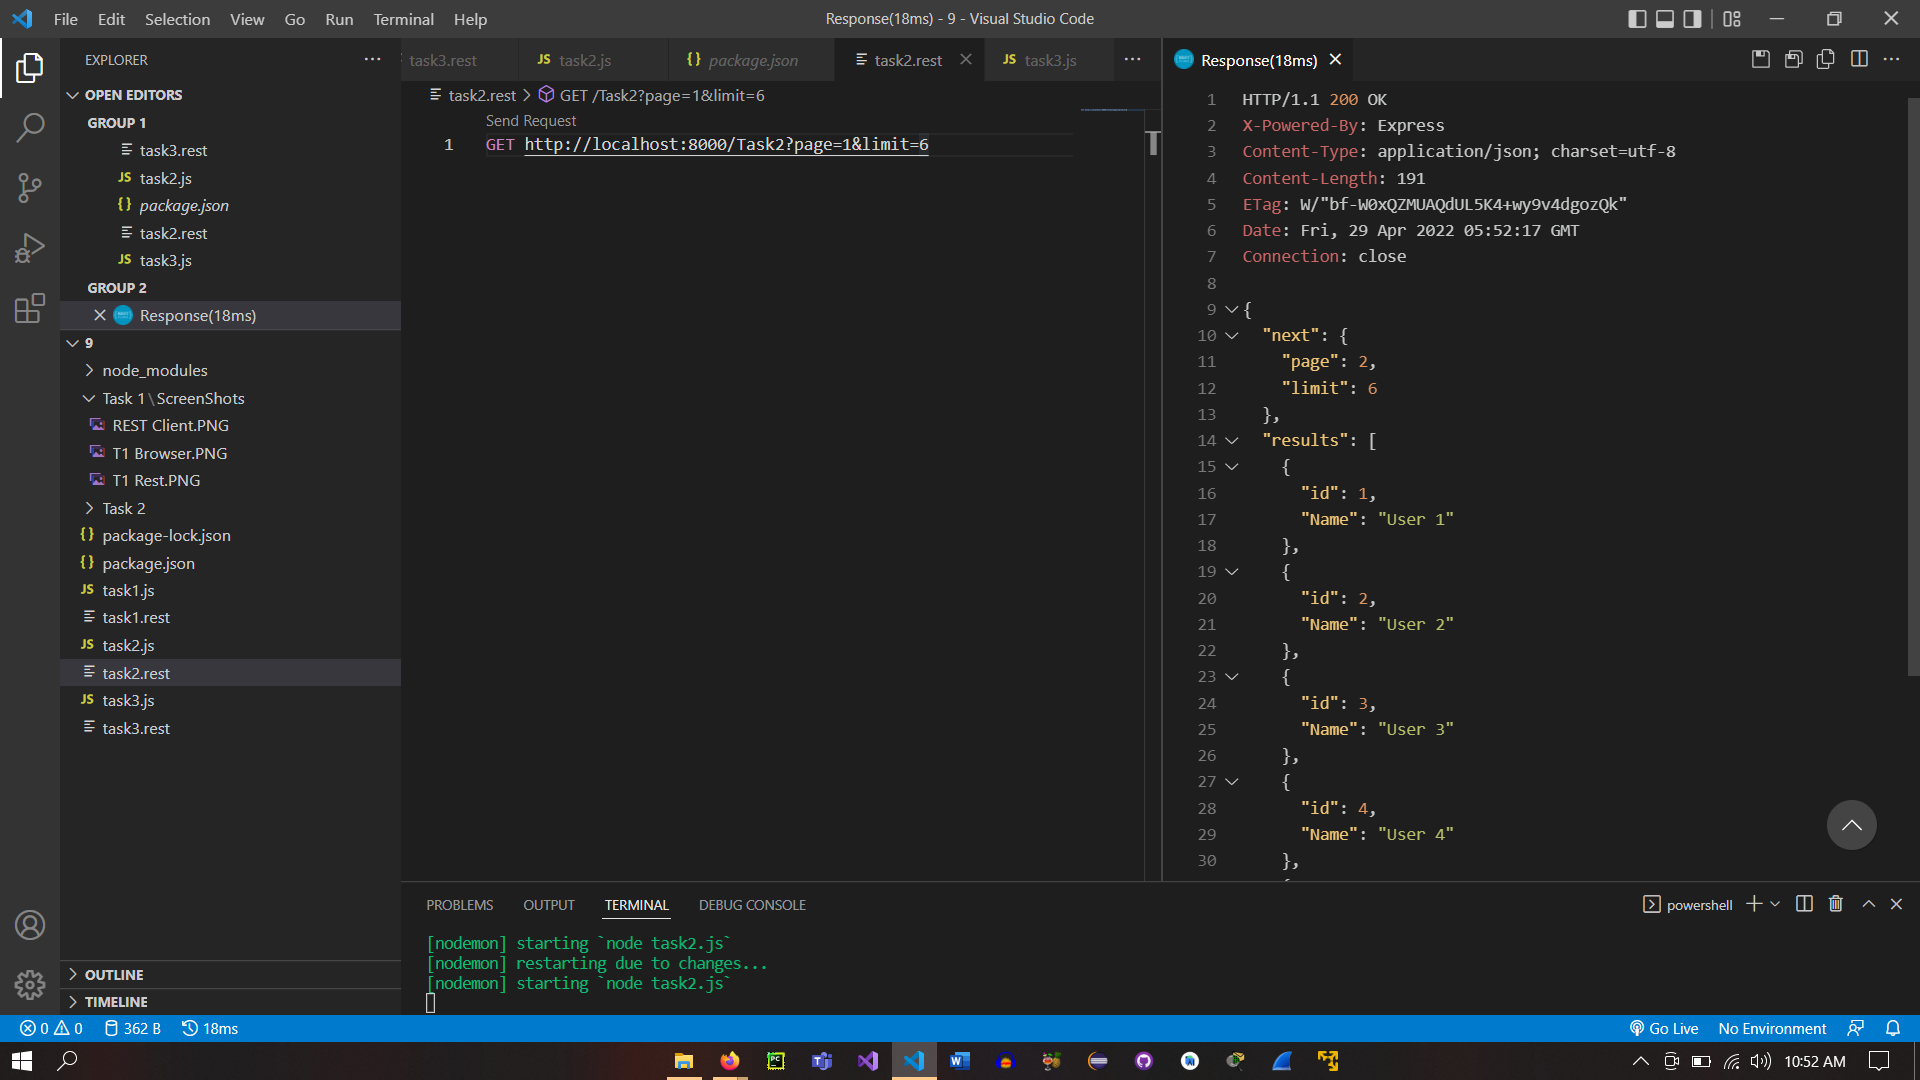 File Edit Selection View Go Run Terminal Help
Response(18ms) - 9 - Visual Studio Code
EXPLORER
OPEN EDITORS
GROUP 1
task3.rest
JS task2.js
{} package.json
task2.rest
JS task3.js
GROUP 2
Response(18ms)
9
node_modules
Task 1\ScreenShots
REST Client.PNG
T1 Browser.PNG
T1 Rest.PNG
Task 2
{} package-lock.json
{} package.json
JS task1.js
task1.rest
JS task2.js
task2.rest
JS task3.js
task3.rest
OUTLINE
TIMELINE
task3.rest JS task2.js {} package.json task2.rest JS task3.js
task2.rest > GET /Task2?page=1&limit=6
Send Request
1 GET http://localhost:8000/Task2?page=1&limit=6
Response(18ms)
1 HTTP/1.1 200 OK
2 X-Powered-By: Express
3 Content-Type: application/json; charset=utf-8
4 Content-Length: 191
5 ETag: W/"bf-W0xQZMUAQdUL5K4+wy9v4dgozQk"
6 Date: Fri, 29 Apr 2022 05:52:17 GMT
7 Connection: close
8
9 {
10 "next": {
11 "page": 2,
12 "limit": 6
13 },
14 "results": [
15 {
16 "id": 1,
17 "Name": "User 1"
18 },
19 {
20 "id": 2,
21 "Name": "User 2"
22 },
23 {
24 "id": 3,
25 "Name": "User 3"
26 },
27 {
28 "id": 4,
29 "Name": "User 4"
30 },
PROBLEMS OUTPUT TERMINAL DEBUG CONSOLE
powershell
[nodemon] starting `node task2.js`
[nodemon] restarting due to changes...
[nodemon] starting `node task2.js`
0 0 362 B 18ms
Go Live No Environment
10:52 AM